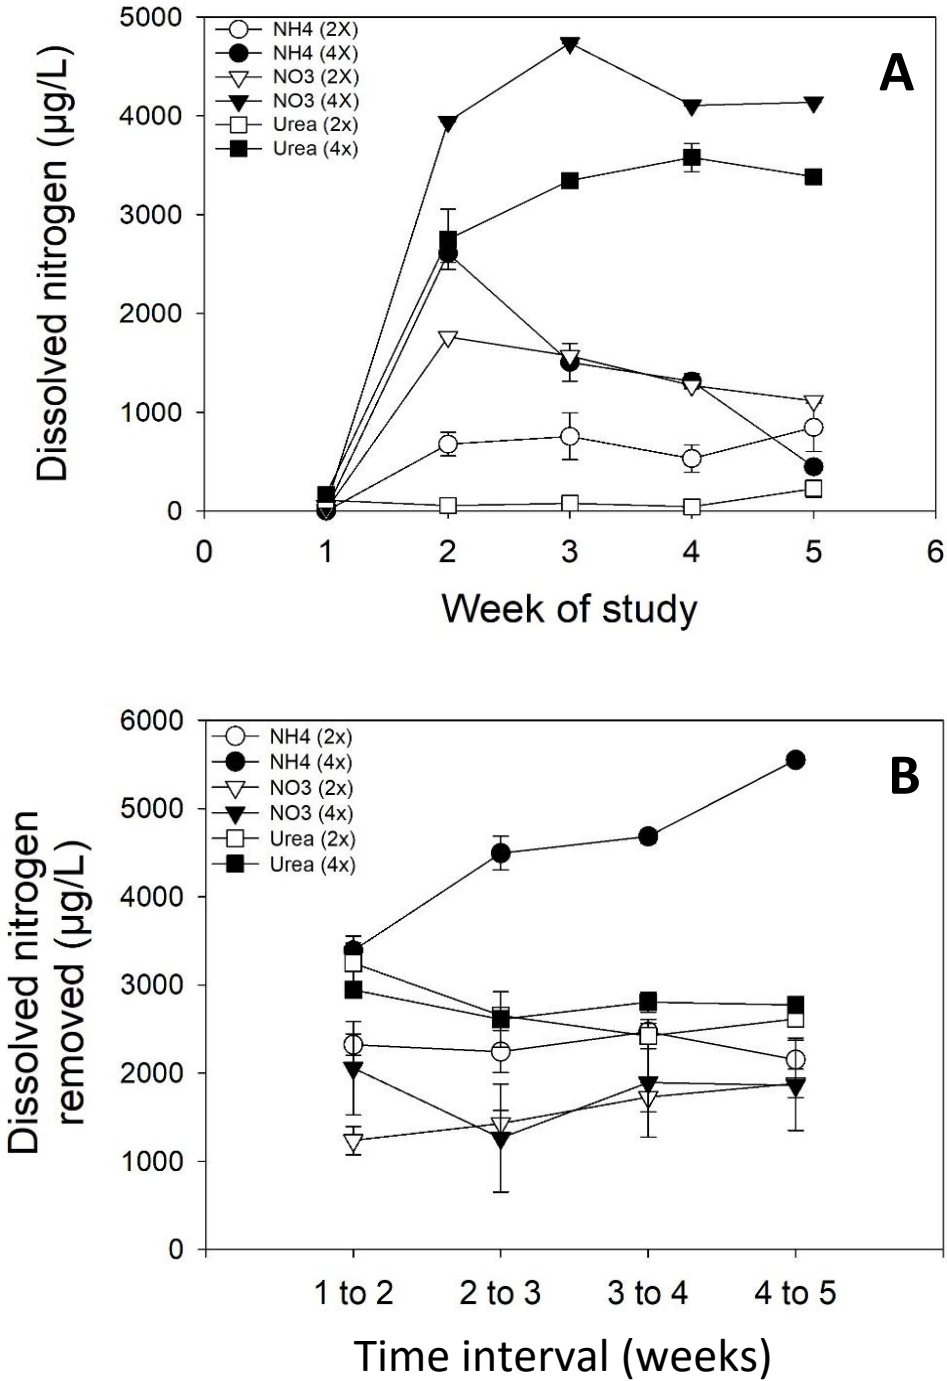 5000
4000
3000
2000
1000
0
Dissolved nitrogen (µg/L)
NH4 (2X)
NH4 (4X)
NO3 (2X)
NO3 (4X)
Urea (2x)
Urea (4x)
A
0 1 2 3 4 5 6
Week of study
6000
5000
4000
3000
2000
1000
0
Dissolved nitrogen
removed (µg/L)
NH4 (2x)
NH4 (4x)
NO3 (2x)
NO3 (4x)
Urea (2x)
Urea (4x)
B
1 to 2 2 to 3 3 to 4 4 to 5
Time interval (weeks)